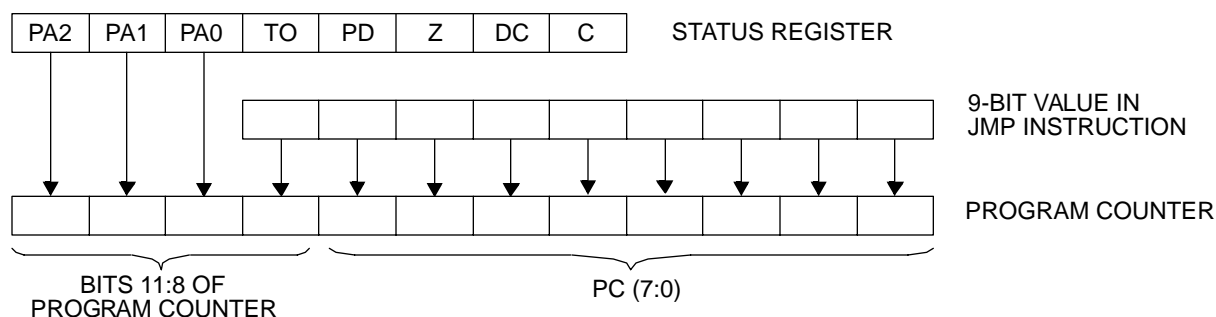 PA2 PA1 PA0 TO PD Z DC C STATUS REGISTER
9-BIT VALUE IN
JMP INSTRUCTION
PROGRAM COUNTER
BITS 11:8 OF
PROGRAM COUNTER
PC (7:0)